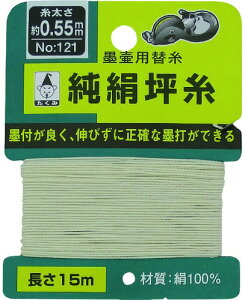 糸太さ
約0.55mm
No:121
墨壷用替糸
たくみ
純絹坪糸
墨付が良く、伸びずに正確な墨打ができる
長さ15m
●材質:絹100%